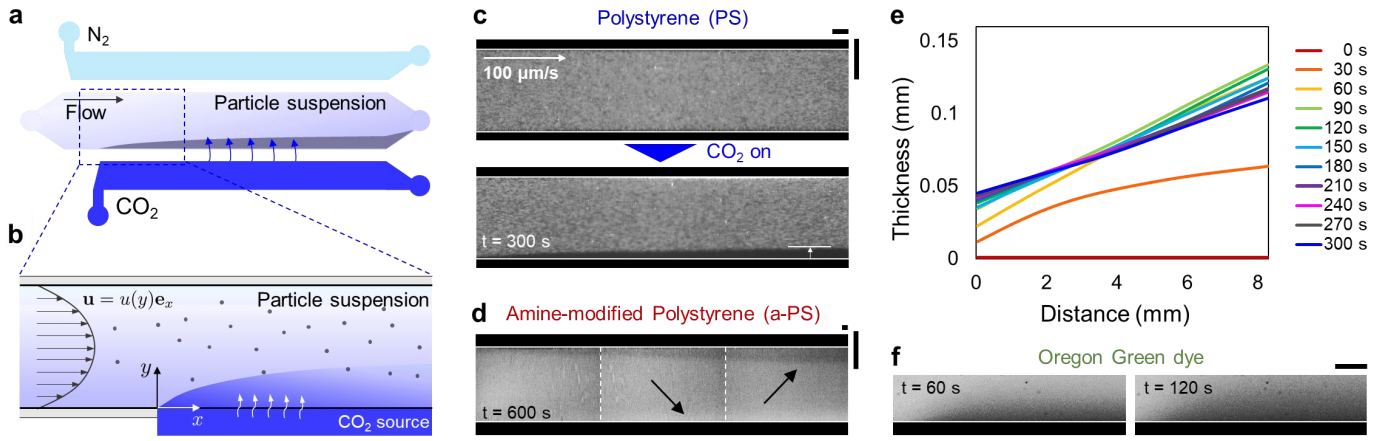 a
N₂
Flow
Particle suspension
CO₂
b
u = u(y)eₓ
Particle suspension
y
x
CO₂ source
c
Polystyrene (PS)
100 μm/s
CO₂ on
t = 300 s
d
Amine-modified Polystyrene (a-PS)
t = 600 s
e
Thickness (mm)
0.15
0.1
0.05
0
0 2 4 6 8
Distance (mm)
0 s
30 s
60 s
90 s
120 s
150 s
180 s
210 s
240 s
270 s
300 s
f
Oregon Green dye
t = 60 s
t = 120 s